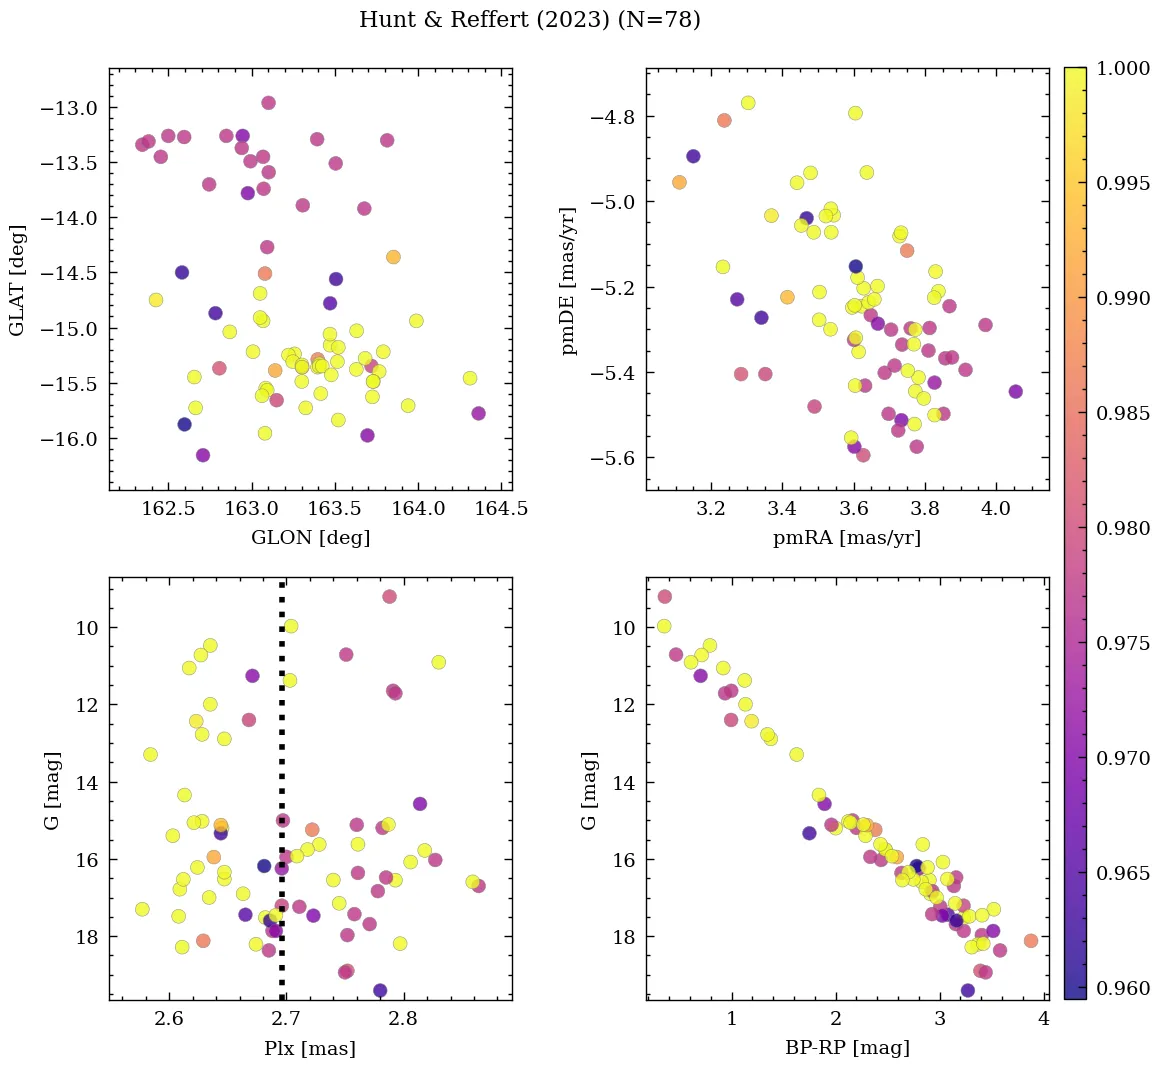 Hunt & Reffert (2023) (N=78)
−13.0
−13.5
−14.0
−14.5
−15.0
−15.5
−16.0
GLAT [deg]
162.5 163.0 163.5 164.0 164.5
GLON [deg]
−4.8
−5.0
−5.2
−5.4
−5.6
pmDE [mas/yr]
3.2 3.4 3.6 3.8 4.0
pmRA [mas/yr]
10
12
14
16
18
G [mag]
2.6 2.7 2.8
Plx [mas]
10
12
14
16
18
G [mag]
1 2 3 4
BP-RP [mag]
1.000
0.995
0.990
0.985
0.980
0.975
0.970
0.965
0.960